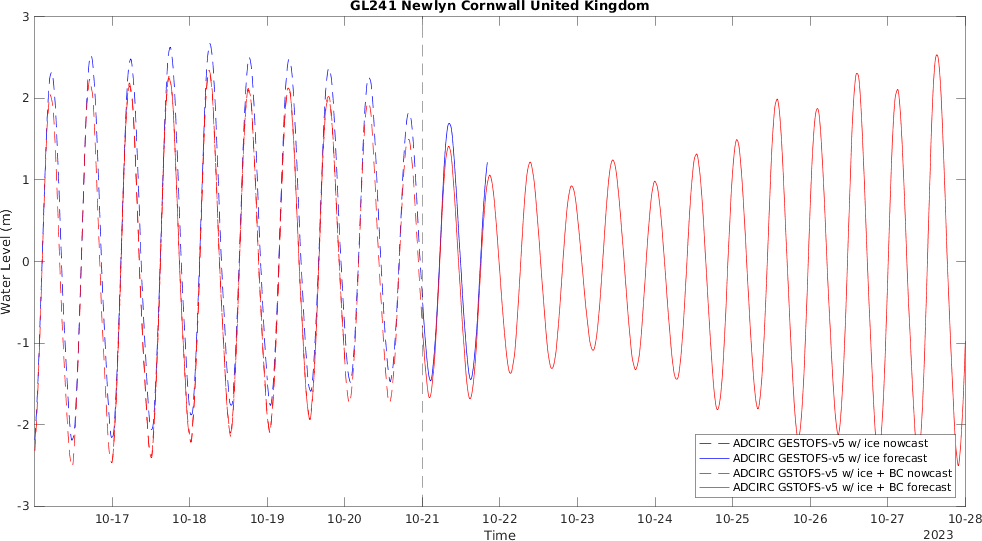 GL241 Newlyn Cornwall United Kingdom
3
2
1
0
-1
-2
-3
Water Level (m)
ADCIRC GESTOFS-v5 w/ ice nowcast
ADCIRC GESTOFS-v5 w/ ice forecast
ADCIRC GSTOFS-v5 w/ ice + BC nowcast
ADCIRC GSTOFS-v5 w/ ice + BC forecast
10-17 10-18 10-19 10-20 10-21 10-22 10-23 10-24 10-25 10-26 10-27 10-28
Time
2023